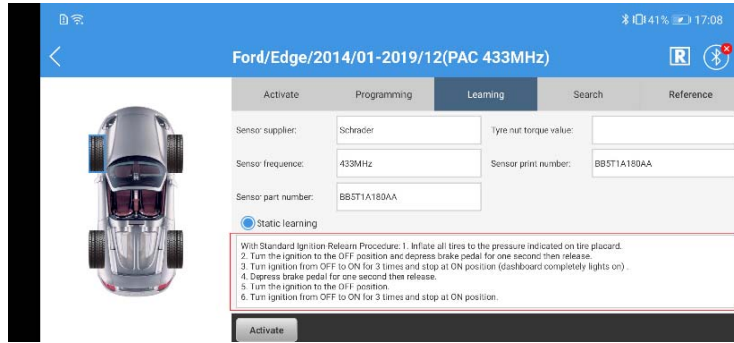 41% 17:08
Ford/Edge/2014/01-2019/12(PAC 433MHz)
R
Activate Programming Learning Search Reference
Sensor supplier: Schrader Tyre nut torque value:
Sensor frequence: 433MHz Sensor print number: BB5T1A180AA
Sensor part number: BB5T1A180AA
Static learning
With Standard Ignition Relearn Procedure: 1. Inflate all tires to the pressure indicated on tire placard.
2. Turn the ignition to the OFF position and depress brake pedal for one second then release.
3. Turn ignition from OFF to ON for 3 times and stop at ON position (dashboard completely lights on) .
4. Depress brake pedal for one second then release.
5. Turn the ignition to the OFF position.
6. Turn ignition from OFF to ON for 3 times and stop at ON position.
Activate